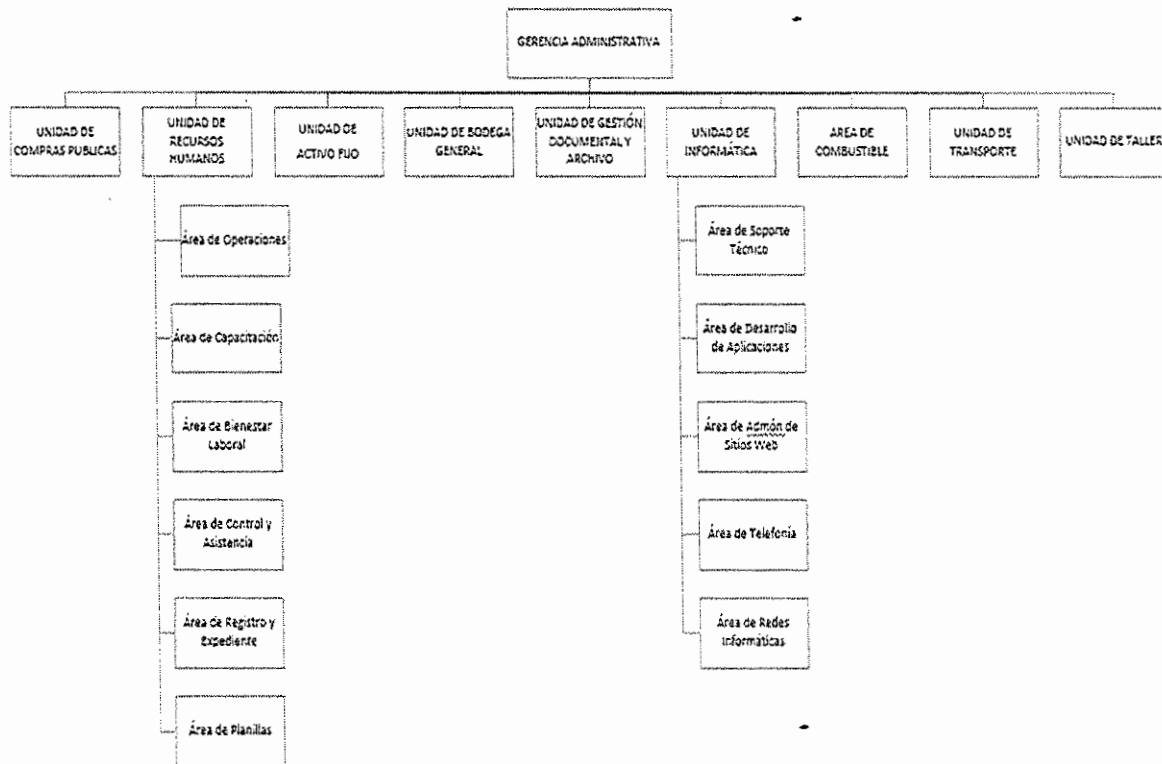 GERENCIA ADMINISTRATIVA
UNIDAD DE
COMPRAS PUBLICAS
UNIDAD DE
RECURSOS
HUMANOS
UNIDAD DE
ACTIVO FIJO
UNIDAD DE BODEGA
GENERAL
UNIDAD DE GESTIÓN
DOCUMENTAL Y
ARCHIVO
UNIDAD DE
INFORMÁTICA
AREA DE
COMBUSTIBLE
UNIDAD DE
TRANSPORTE
UNIDAD DE TALLER
Área de Operaciones
Área de Capacitación
Área de Bienestar
Laboral
Área de Control y
Asistencia
Área de Registro y
Expediente
Área de Planillas
Área de Soporte
Técnico
Área de Desarrollo
de Aplicaciones
Área de Admón de
Sitios Web
Área de Telefonía
Área de Redes
Informáticas